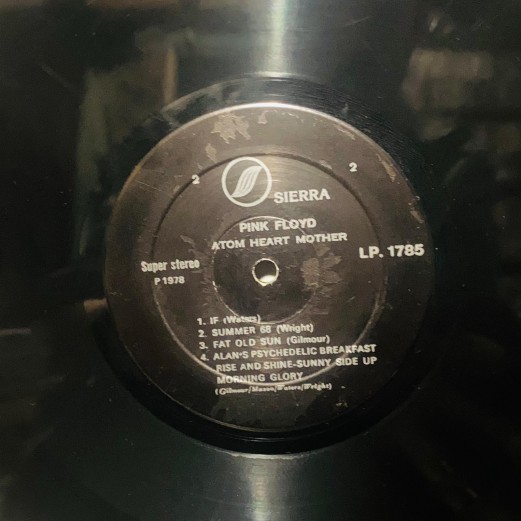 2 2
SIERRA
PINK FLOYD
ATOM HEART MOTHER
Super stereo LP. 1785
P 1978
1. IF (Waters)
2. SUMMER 68 (Wright)
3. FAT OLD SUN (Gilmour)
4. ALAN'S PSYCHEDELIC BREAKFAST
RISE AND SHINE-SUNNY SIDE UP
MORNING GLORY
(Gilmour/Mason/Waters/Wright)